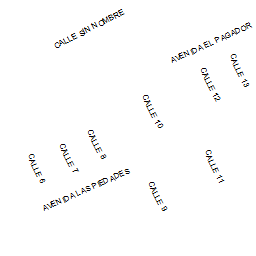 CALLE SIN NOMBRE
AVENIDA EL PAGADOR
CALLE 13
CALLE 12
CALLE 10
CALLE 8
CALLE 7
CALLE 6
CALLE 11
AVENIDA LAS PIEDADES
CALLE 9